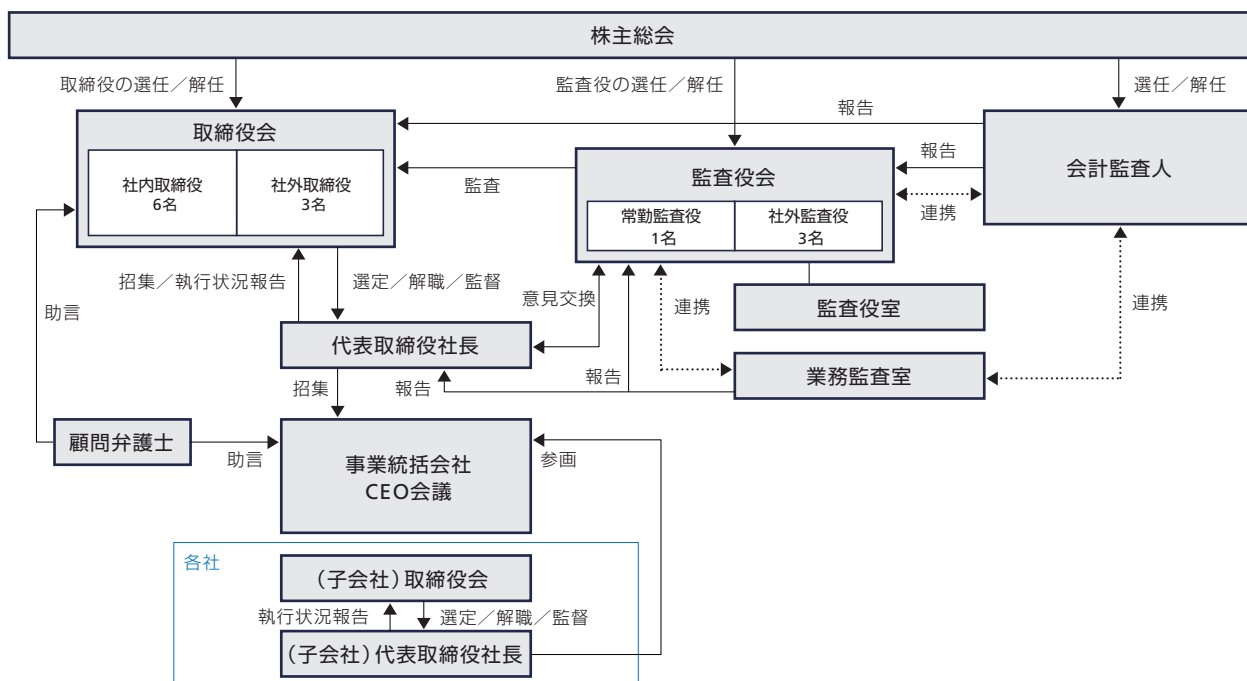 株主総会
取締役の選任／解任
監査役の選任／解任
選任／解任
取締役会
社内取締役
6名
社外取締役
3名
報告
監査
監査役会
常勤監査役
1名
社外監査役
3名
報告
連携
会計監査人
招集／執行状況報告
選定／解職／監督
意見交換
連携
監査役室
連携
助言
代表取締役社長
業務監査室
招集
報告
報告
顧問弁護士
助言
事業統括会社
CEO会議
参画
各社
（子会社）取締役会
執行状況報告
選定／解職／監督
（子会社）代表取締役社長